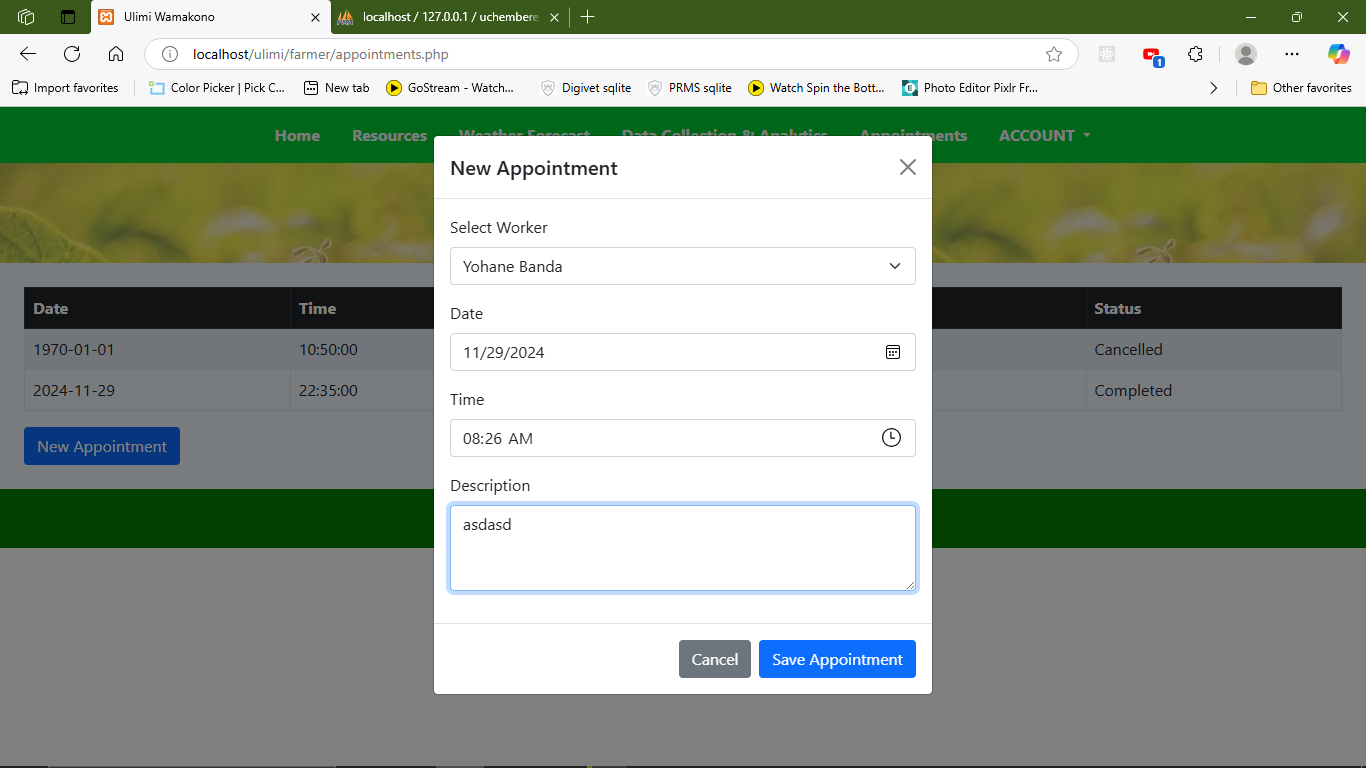 Ulimi Wamakono
localhost / 127.0.0.1 / uchembere
localhost/ulimi/farmer/appointments.php
1
Import favorites
Color Picker | Pick C...
New tab
GoStream - Watch...
Digivet sqlite
PRMS sqlite
Watch Spin the Bott...
Photo Editor Pixlr Fr...
Other favorites
Home Resources Weather Forecast Data Collection & Analytics Appointments ACCOUNT
New Appointment
Select Worker
Yohane Banda
Date
11/29/2024
Time
08:26 AM
Description
asdasd
Cancel Save Appointment
Date Time Status
1970-01-01 10:50:00 Cancelled
2024-11-29 22:35:00 Completed
New Appointment